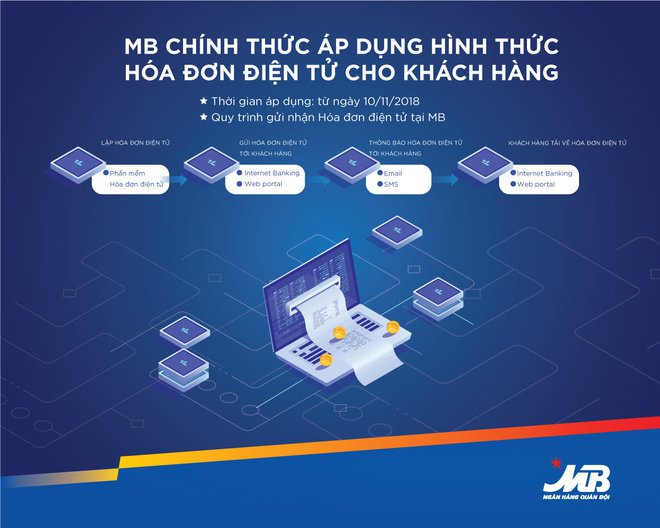 MB CHÍNH THỨC ÁP DỤNG HÌNH THỨC
HÓA ĐƠN ĐIỆN TỬ CHO KHÁCH HÀNG
Thời gian áp dụng: từ ngày 10/11/2018
Quy trình gửi nhận Hóa đơn điện tử tại MB
LẬP HÓA ĐƠN ĐIỆN TỬ
Phần mềm
Hóa đơn điện tử
GỬI HÓA ĐƠN ĐIỆN TỬ
TỚI KHÁCH HÀNG
Internet Banking
Web portal
THÔNG BÁO HÓA ĐƠN ĐIỆN TỬ
TỚI KHÁCH HÀNG
Email
SMS
KHÁCH HÀNG TẢI VỀ HÓA ĐƠN ĐIỆN TỬ
Internet Banking
Web portal
MB
NGÂN HÀNG QUÂN ĐỘI